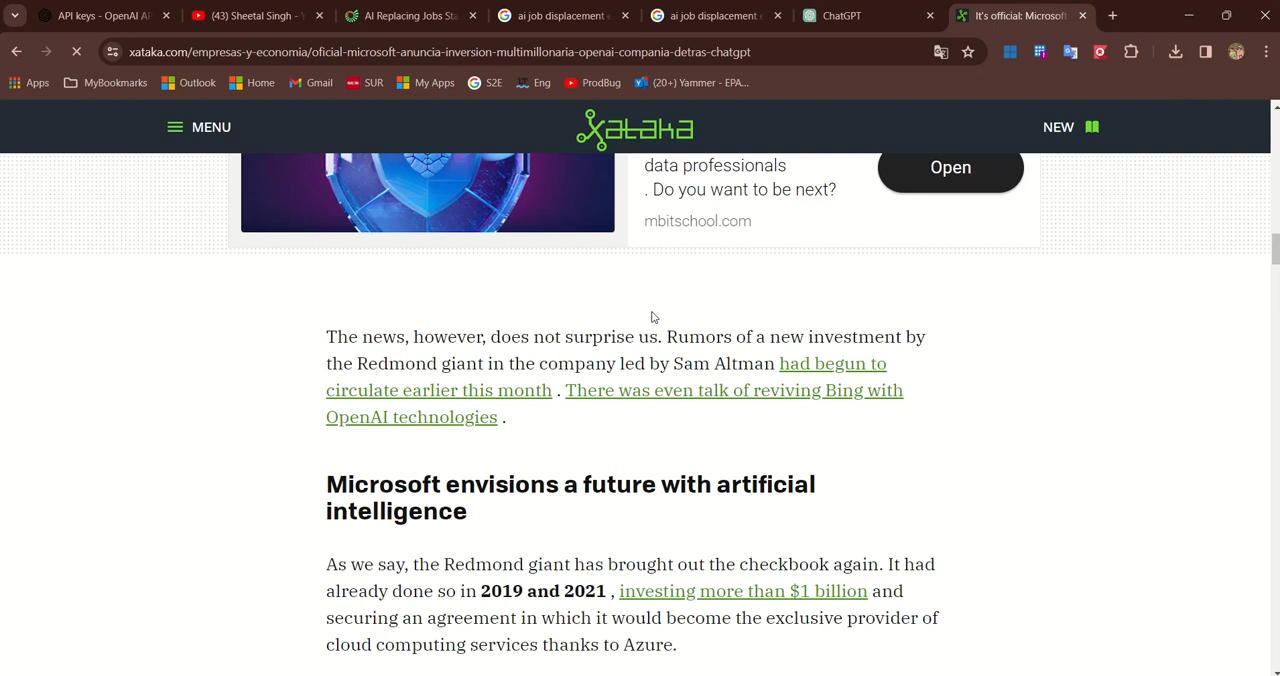 API keys - OpenAI AP
(43) Sheetal Singh -
AI Replacing Jobs Sta
ai job displacement
ai job displacement
ChatGPT
It's official: Microsoft
xataka.com/empresas-y-economia/oficial-microsoft-anuncia-inversion-multimillonaria-openai-compania-detras-chatgpt
Apps
MyBookmarks
Outlook
Home
Gmail
SUR
My Apps
S2E
Eng
ProdBug
(20+) Yammer - EPA...
MENU
xataka
NEW
data professionals
. Do you want to be next?
mbitschool.com
Open
The news, however, does not surprise us. Rumors of a new investment by
the Redmond giant in the company led by Sam Altman had begun to
circulate earlier this month . There was even talk of reviving Bing with
OpenAI technologies .
Microsoft envisions a future with artificial
intelligence
As we say, the Redmond giant has brought out the checkbook again. It had
already done so in 2019 and 2021 , investing more than $1 billion and
securing an agreement in which it would become the exclusive provider of
cloud computing services thanks to Azure.